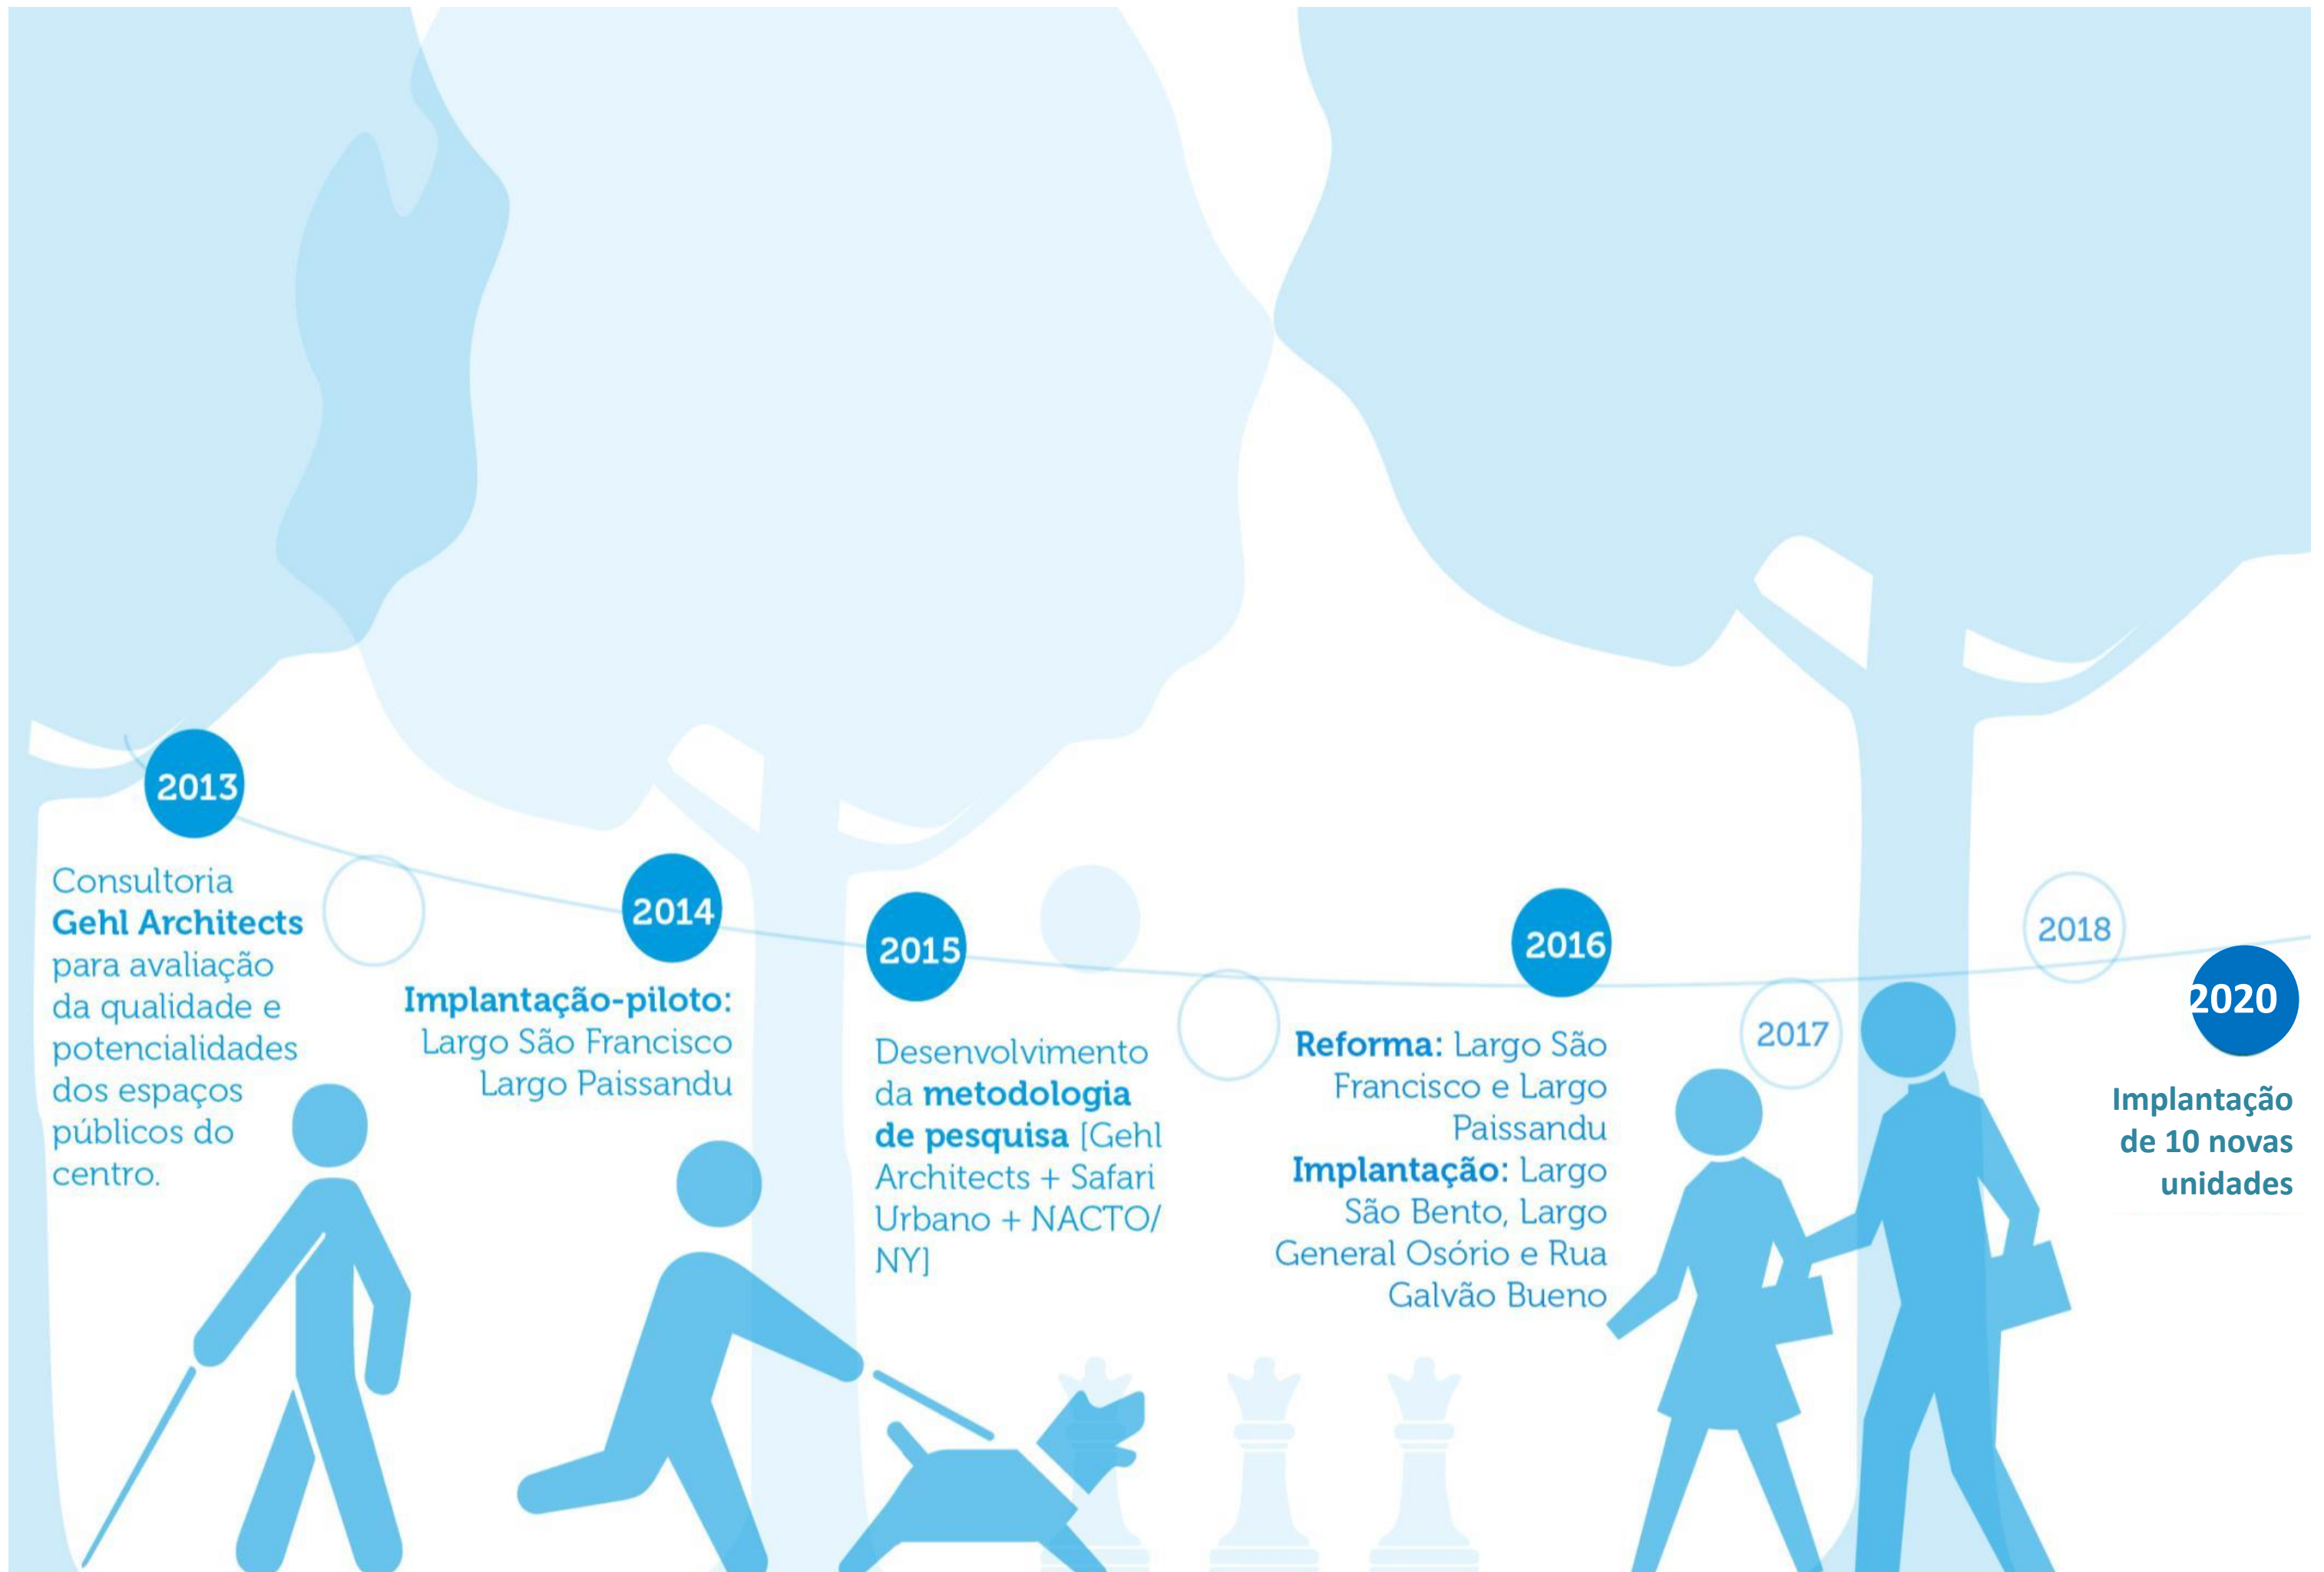 2013
Consultoria
Gehl Architects
para avaliação
da qualidade e
potencialidades
dos espaços
públicos do
centro.
2014
Implantação-piloto:
Largo São Francisco
Largo Paissandu
2015
Desenvolvimento
da metodologia
de pesquisa [Gehl
Architects + Safari
Urbano + NACTO/
NY]
2016
Reforma: Largo São
Francisco e Largo
Paissandu
Implantação: Largo
São Bento, Largo
General Osório e Rua
Galvão Bueno
2017
2018
2020
Implantação
de 10 novas
unidades